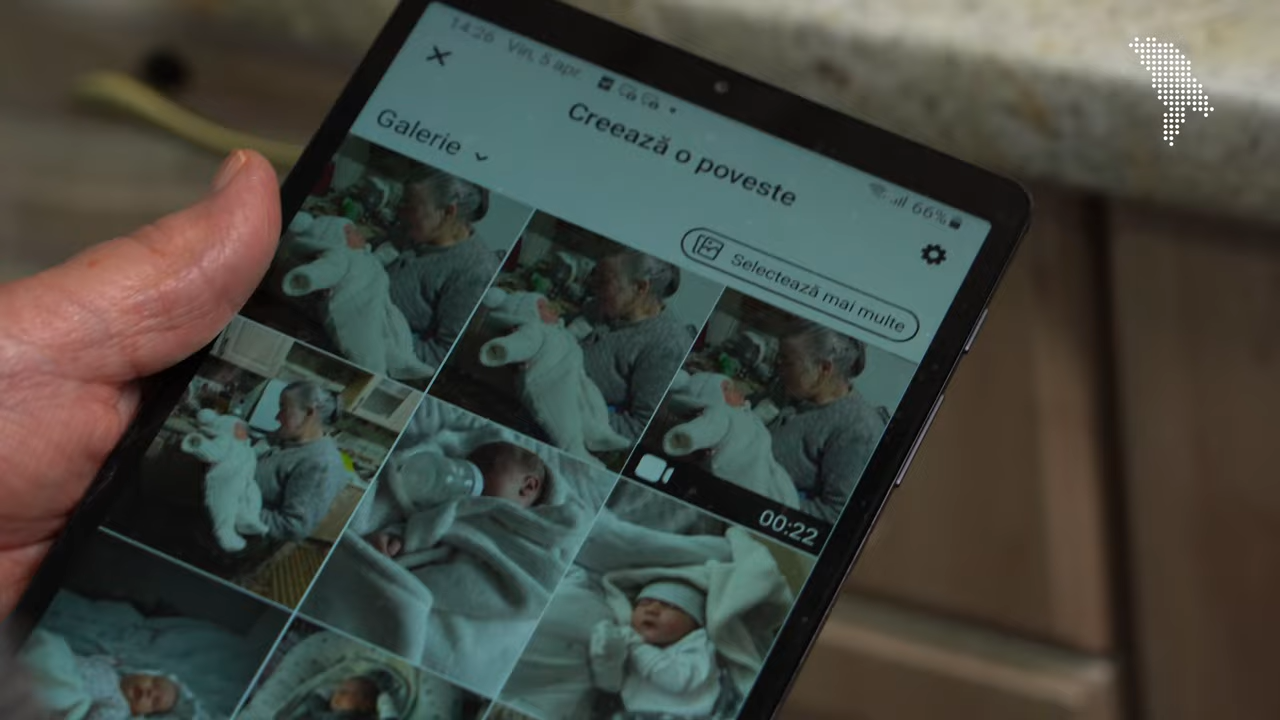 14:26 Vin, 5 apr.
66%
Creează o poveste
Galerie
Selectează mai multe
00:22